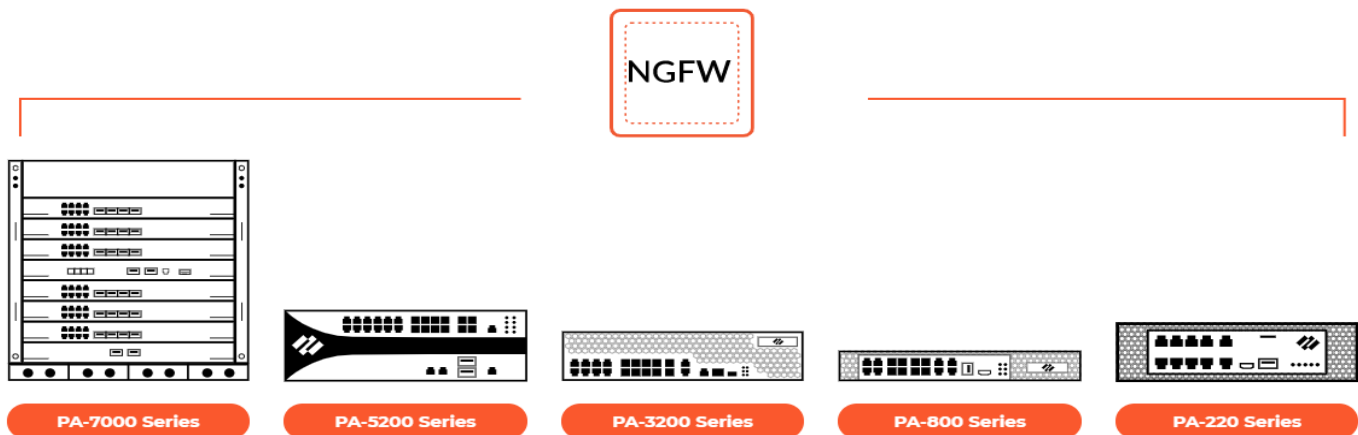 NGFW
PA-7000 Series
PA-5200 Series
PA-3200 Series
PA-800 Series
PA-220 Series